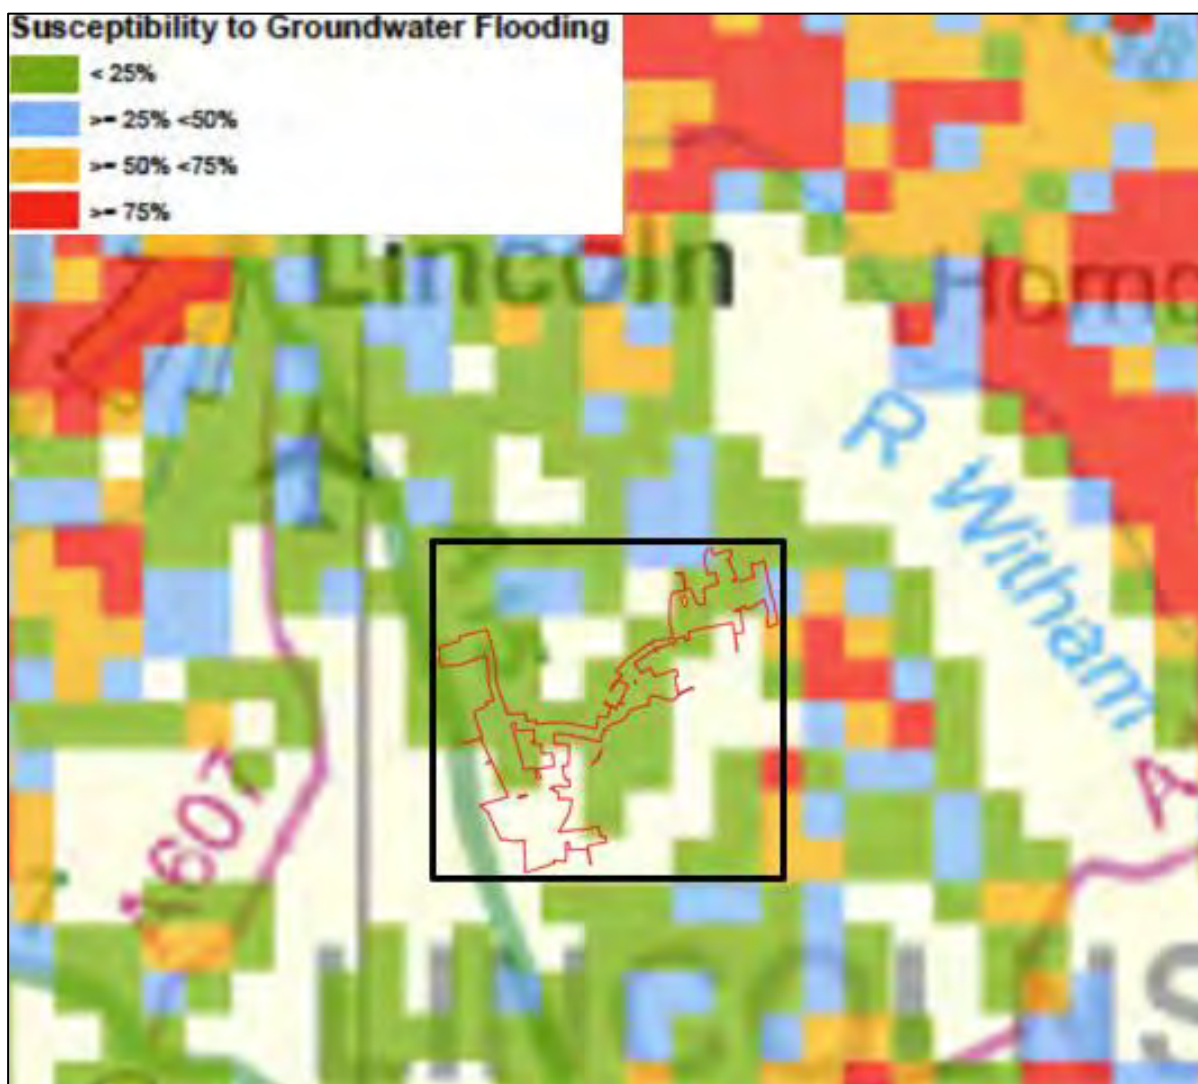 Susceptibility to Groundwater Flooding
< 25%
>= 25% <50%
>= 50% <75%
>= 75%
Lincoln
R Witham
A